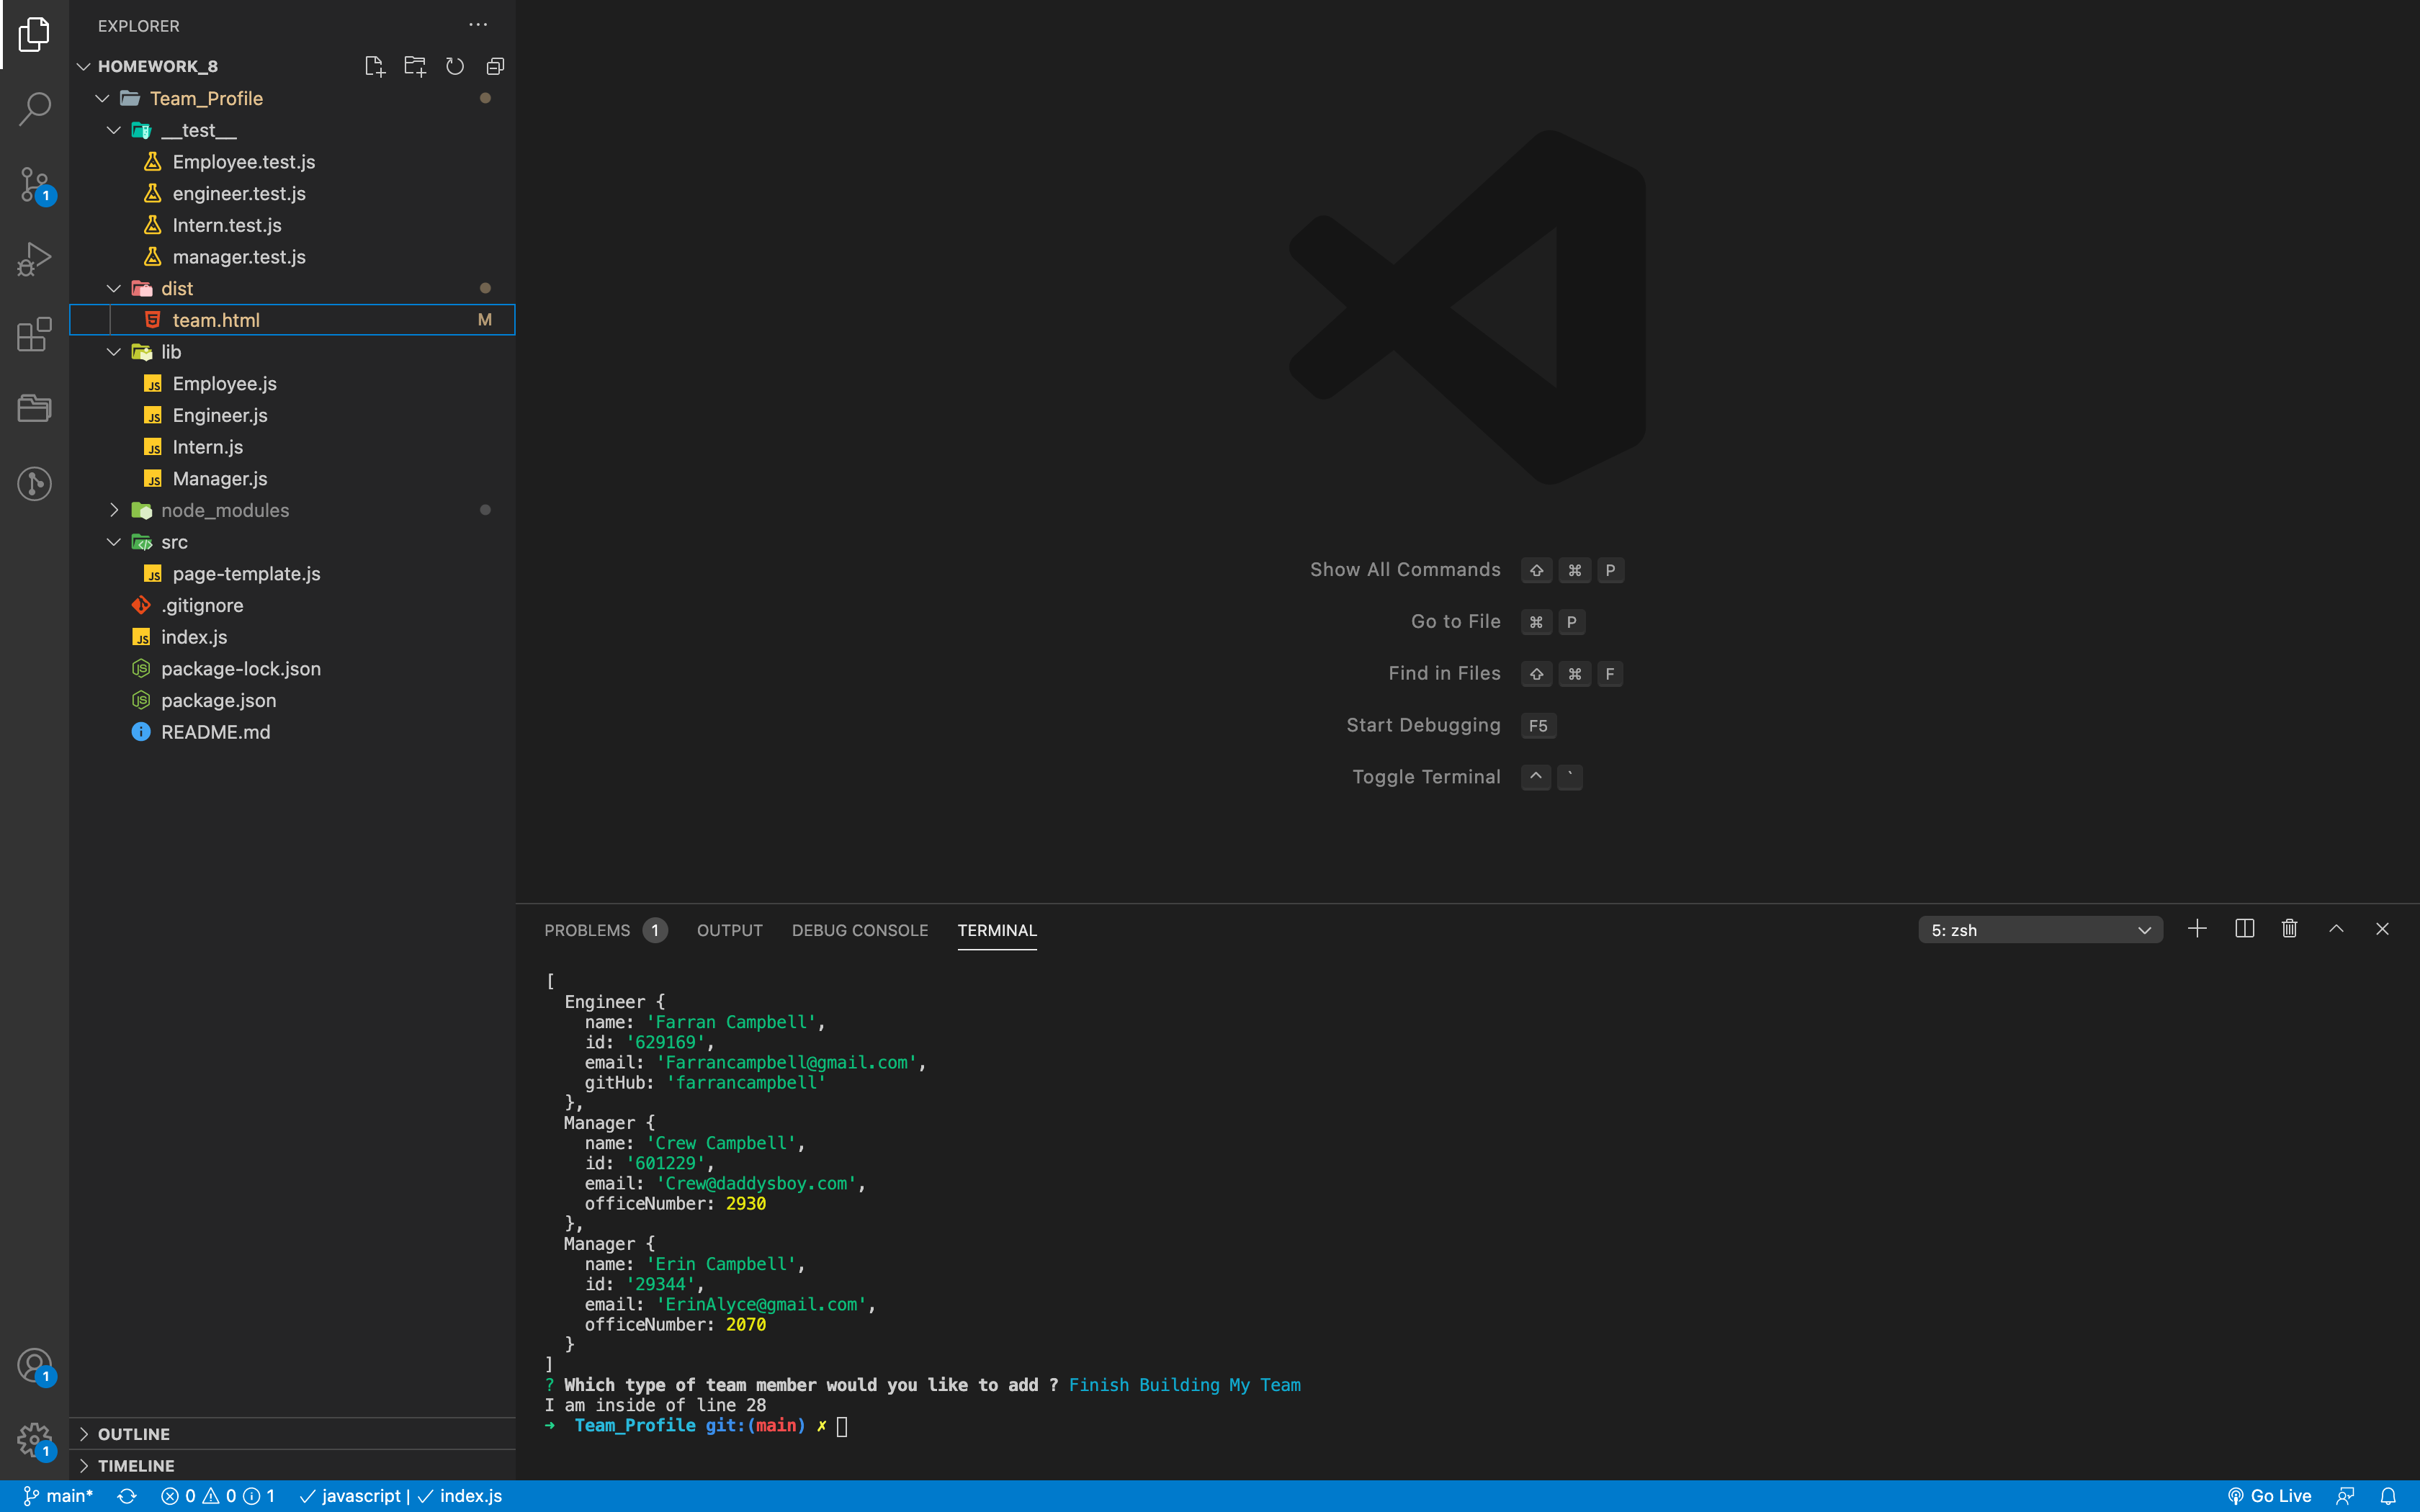 EXPLORER
HOMEWORK_8
Team_Profile
__test__
Employee.test.js
engineer.test.js
Intern.test.js
manager.test.js
dist
team.html M
lib
Employee.js
Engineer.js
Intern.js
Manager.js
node_modules
src
page-template.js
.gitignore
index.js
package-lock.json
package.json
README.md
OUTLINE
TIMELINE
1
1
1
Show All Commands ⇧ ⌘ P
Go to File ⌘ P
Find in Files ⇧ ⌘ F
Start Debugging F5
Toggle Terminal ^ `
PROBLEMS 1 OUTPUT DEBUG CONSOLE TERMINAL 5: zsh
[
Engineer {
name: 'Farran Campbell',
id: '629169',
email: 'Farrancampbell@gmail.com',
gitHub: 'farrancampbell'
},
Manager {
name: 'Crew Campbell',
id: '601229',
email: 'Crew@daddysboy.com',
officeNumber: 2930
},
Manager {
name: 'Erin Campbell',
id: '29344',
email: 'ErinAlyce@gmail.com',
officeNumber: 2070
}
]
? Which type of team member would you like to add ? Finish Building My Team
I am inside of line 28
➜ Team_Profile git:(main) ✗
main* 0 0 1 ✓ javascript | ✓ index.js Go Live